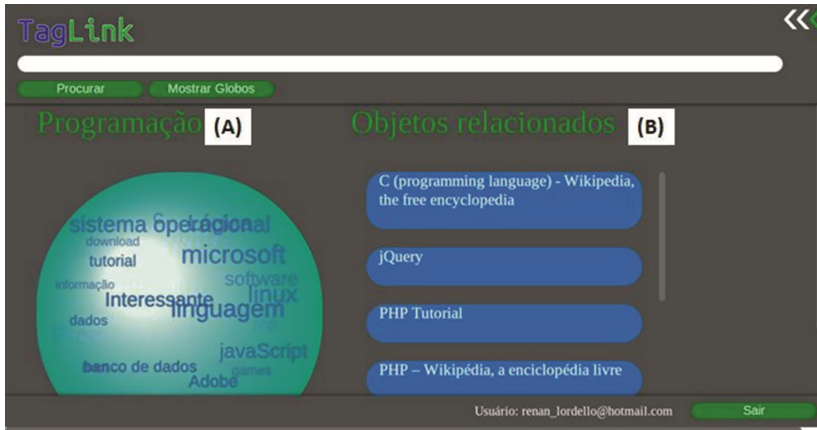 TagLink
Procurar
Mostrar Globos
Programação (A)
Objetos relacionados (B)
sistema operacional
Lógica
download
tutorial
microsoft
software
informação
Interessante
linux
linguagem
dados
javaScript
banco de dados
games
Adobe
C (programming language) - Wikipedia,
the free encyclopedia
jQuery
PHP Tutorial
PHP – Wikipédia, a enciclopédia livre
Usuário: renan_lordello@hotmail.com
Sair